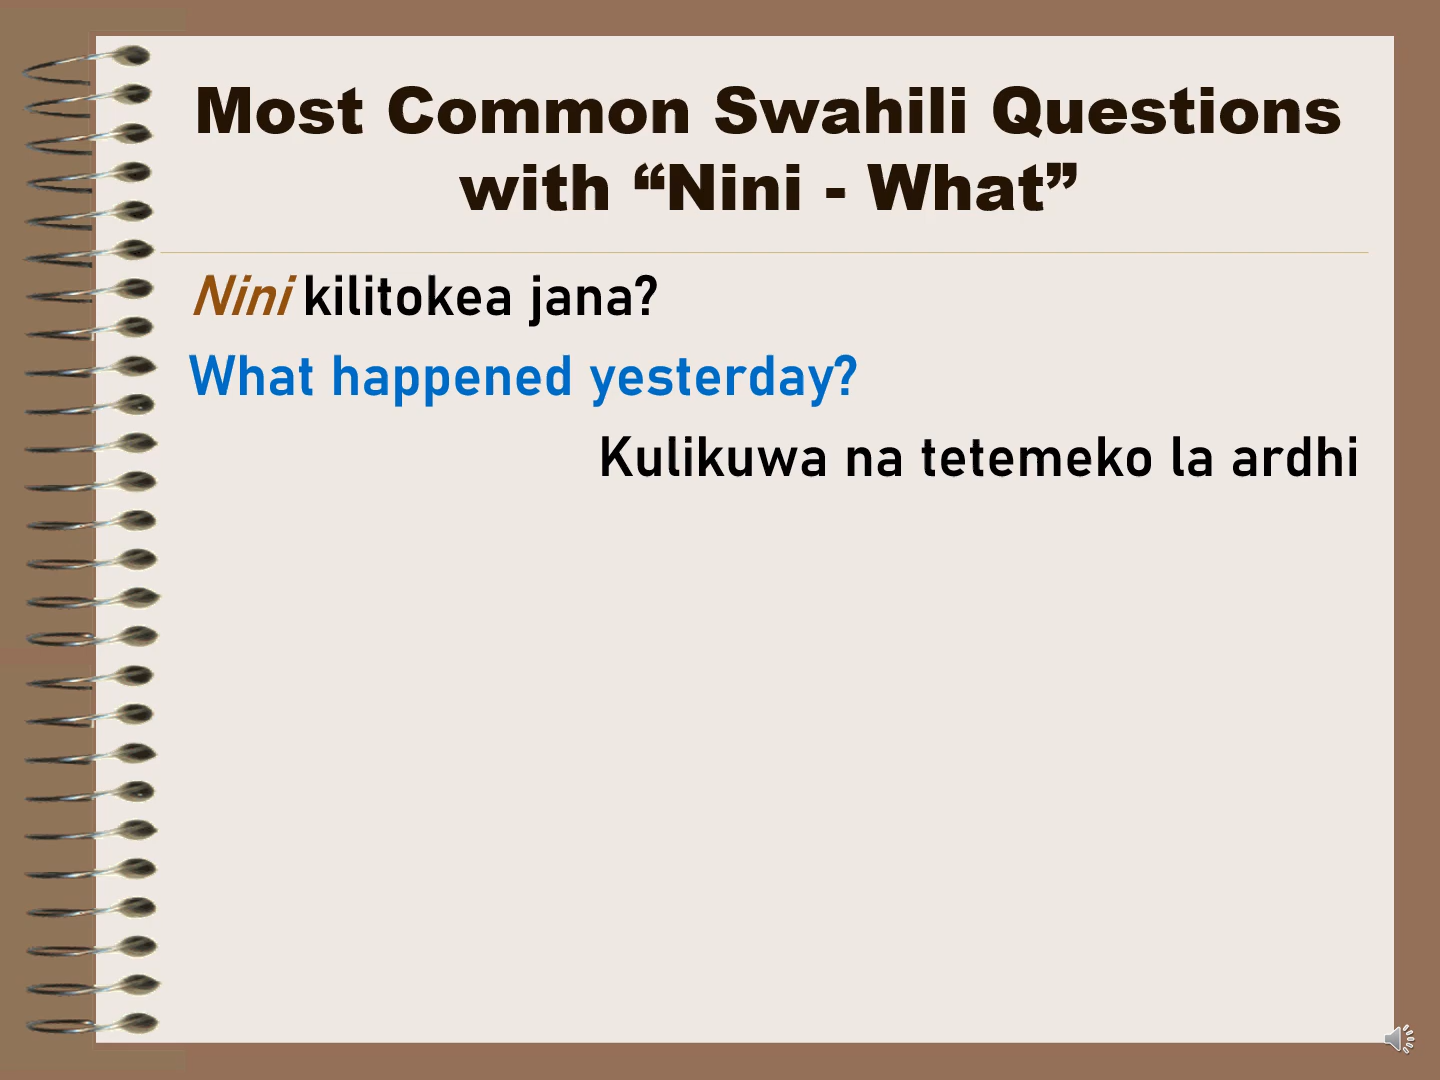 Most Common Swahili Questions
with “Nini - What”
Nini kilitokea jana?
What happened yesterday?
Kulikuwa na tetemeko la ardhi